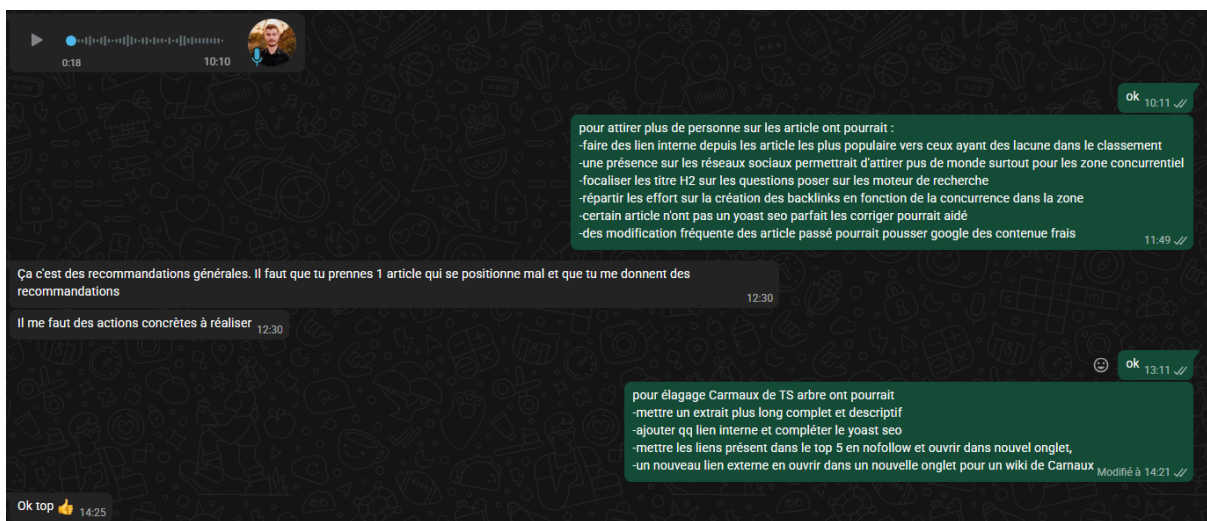 0:18 10:10
ok 10:11
pour attirer plus de personne sur les article ont pourrait :
-faire des lien interne depuis les article les plus populaire vers ceux ayant des lacune dans le classement
-une présence sur les réseaux sociaux permettrait d'attirer pus de monde surtout pour les zone concurrentiel
-focaliser les titre H2 sur les questions poser sur les moteur de recherche
-répartir les effort sur la création des backlinks en fonction de la concurrence dans la zone
-certain article n'ont pas un yoast seo parfait les corriger pourrait aidé
-des modification fréquente des article passé pourrait pousser google des contenue frais 11:49
Ça c'est des recommandations générales. Il faut que tu prennes 1 article qui se positionne mal et que tu me donnent des
recommandations
12:30
Il me faut des actions concrètes à réaliser 12:30
ok 13:11
pour élagage Carmaux de TS arbre ont pourrait
-mettre un extrait plus long complet et descriptif
-ajouter qq lien interne et compléter le yoast seo
-mettre les liens présent dans le top 5 en nofollow et ouvrir dans nouvel onglet,
-un nouveau lien externe en ouvrir dans un nouvelle onglet pour un wiki de Carnaux Modifié à 14:21
Ok top 👍 14:25